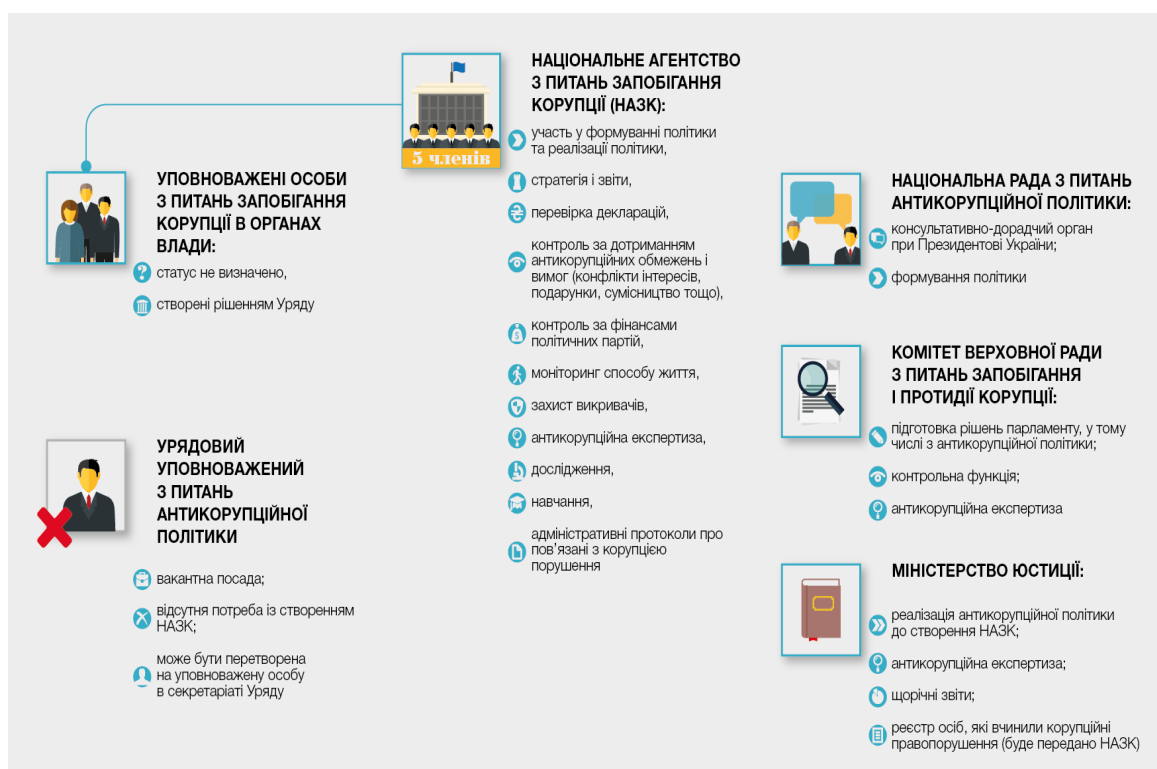 НАЦІОНАЛЬНЕ АГЕНТСТВО
З ПИТАНЬ ЗАПОБІГАННЯ
КОРУПЦІЇ (НАЗК):
5 членів
участь у формуванні політики
та реалізації політики,
стратегія і звіти,
перевірка декларацій,
контроль за дотриманням
антикорупційних обмежень і
вимог (конфлікти інтересів,
подарунки, сумісництво тощо),
контроль за фінансами
політичних партій,
моніторинг способу життя,
захист викривачів,
антикорупційна експертиза,
дослідження,
навчання,
адміністративні протоколи про
пов’язані з корупцією
порушення
УПОВНОВАЖЕНІ ОСОБИ
З ПИТАНЬ ЗАПОБІГАННЯ
КОРУПЦІЇ В ОРГАНАХ
ВЛАДИ:
статус не визначено,
створені рішенням Уряду
УРЯДОВИЙ
УПОВНОВАЖЕНИЙ
З ПИТАНЬ
АНТИКОРУПЦІЙНОЇ
ПОЛІТИКИ
вакантна посада;
відсутня потреба із створенням
НАЗК;
може бути перетворена
на уповноважену особу
в секретаріаті Уряду
НАЦІОНАЛЬНА РАДА З ПИТАНЬ
АНТИКОРУПЦІЙНОЇ ПОЛІТИКИ:
консультативно-дорадчий орган
при Президентові України;
формування політики
КОМІТЕТ ВЕРХОВНОЇ РАДИ
З ПИТАНЬ ЗАПОБІГАННЯ
І ПРОТИДІЇ КОРУПЦІЇ:
підготовка рішень парламенту, у тому
числі з антикорупційної політики;
контрольна функція;
антикорупційна експертиза
МІНІСТЕРСТВО ЮСТИЦІЇ:
реалізація антикорупційної політики
до створення НАЗК;
антикорупційна експертиза;
щорічні звіти;
реєстр осіб, які вчинили корупційні
правопорушення (буде передано НАЗК)